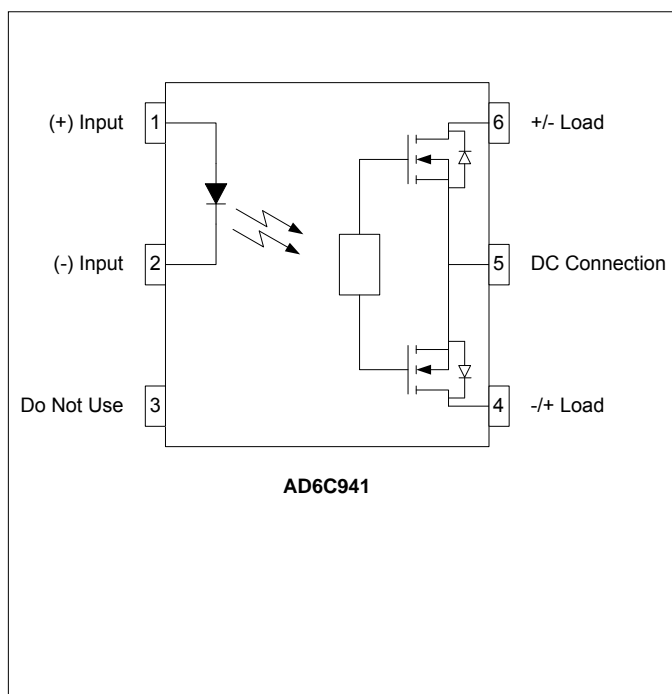 (+) Input 1 6 +/- Load
(-) Input 2 5 DC Connection
Do Not Use 3 4 -/+ Load
AD6C941